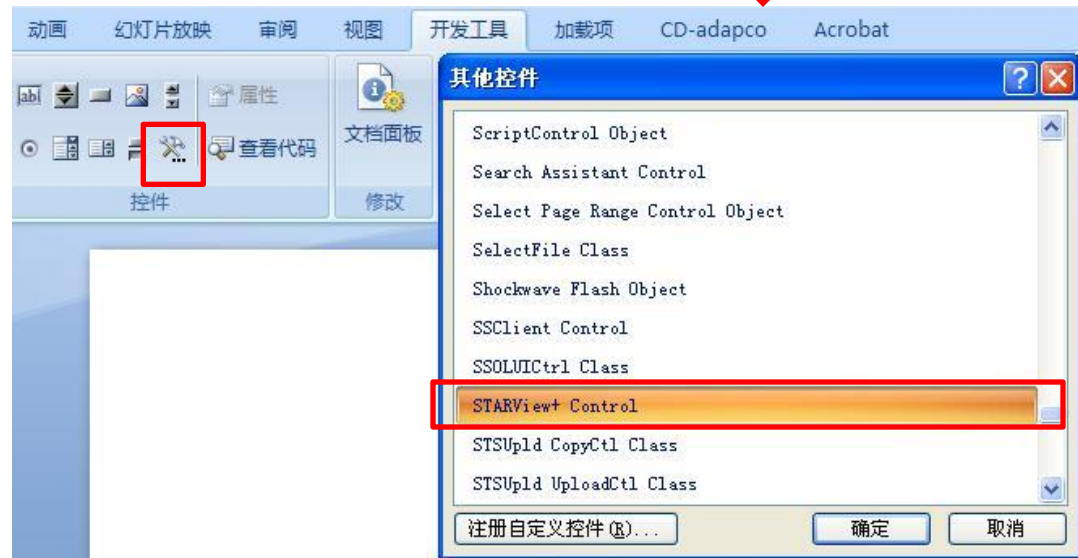 动画 幻灯片放映 审阅 视图 开发工具 加载项 CD-adapco Acrobat
abl 属性
查看代码
文档面板
控件 修改
其他控件
ScriptControl Object
Search Assistant Control
Select Page Range Control Object
SelectFile Class
Shockwave Flash Object
SSClient Control
SSOLUICtrl Class
STARView+ Control
STSUpld CopyCtl Class
STSUpld UploadCtl Class
注册自定义控件(R)... 确定 取消